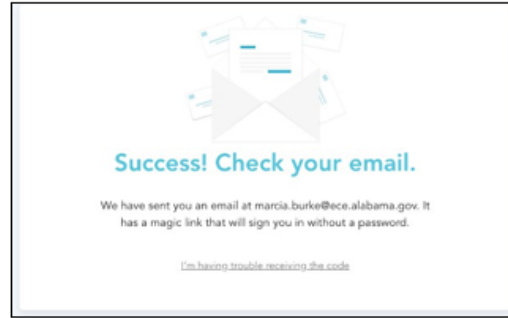 Success! Check your email.
We have sent you an email at marcia.burke@ece.alabama.gov. It
has a magic link that will sign you in without a password.
I'm having trouble receiving the code